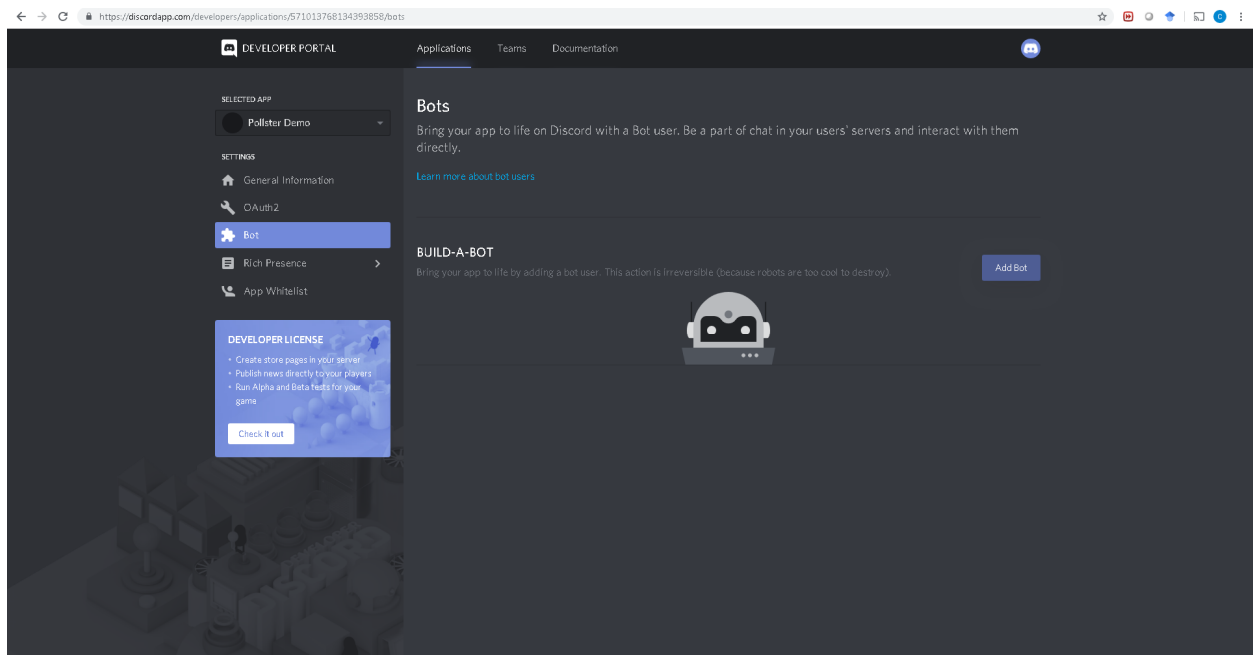 https://discordapp.com/developers/applications/571013768134393858/bots
DEVELOPER PORTAL
Applications
Teams
Documentation
SELECTED APP
Pollster Demo
SETTINGS
General Information
OAuth2
Bot
Rich Presence
App Whitelist
DEVELOPER LICENSE
• Create store pages in your server
• Publish news directly to your players
• Run Alpha and Beta tests for your
game
Check it out
Bots
Bring your app to life on Discord with a Bot user. Be a part of chat in your users' servers and interact with them
directly.
Learn more about bot users
BUILD-A-BOT
Bring your app to life by adding a bot user. This action is irreversible (because robots are too cool to destroy).
Add Bot